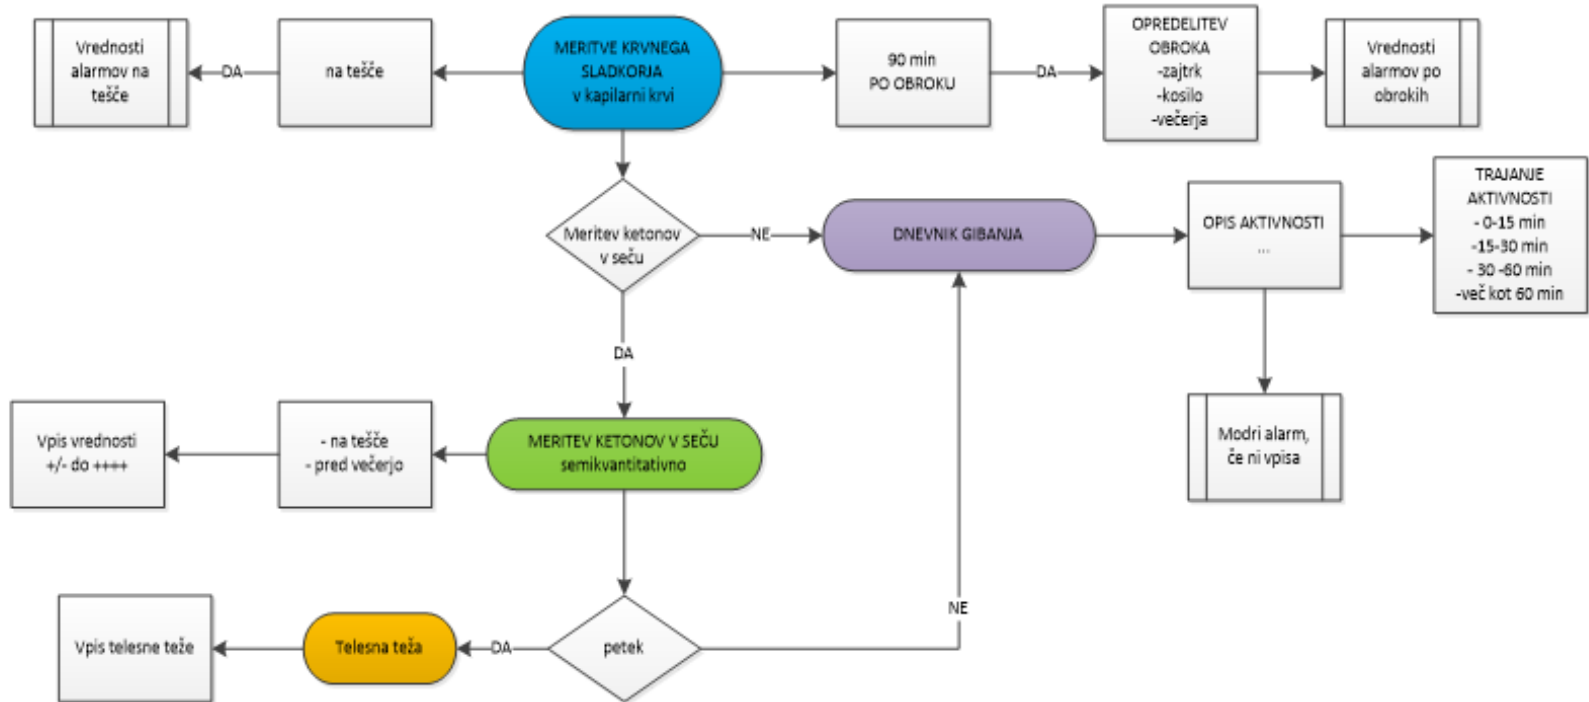 Vrednosti
alarmov na
tešče
DA
na tešče
MERITVE KRVNEGA
SLADKORJA
v kapilarni krvi
90 min
PO OBROKU
DA
OPREDELITEV
OBROKA
-zajtrk
-kosilo
-večerja
Vrednosti
alarmov po
obrokih
Meritev ketonov
v seču
NE
DNEVNIK GIBANJA
OPIS AKTIVNOSTI
...
TRAJANJE
AKTIVNOSTI
- 0-15 min
-15-30 min
- 30 -60 min
-več kot 60 min
DA
Modri alarm,
če ni vpisa
Vpis vrednosti
+/- do ++++
- na tešče
- pred večerjo
MERITEV KETONOV V SEČU
semikvantitativno
NE
Vpis telesne teže
Telesna teža
DA
petek